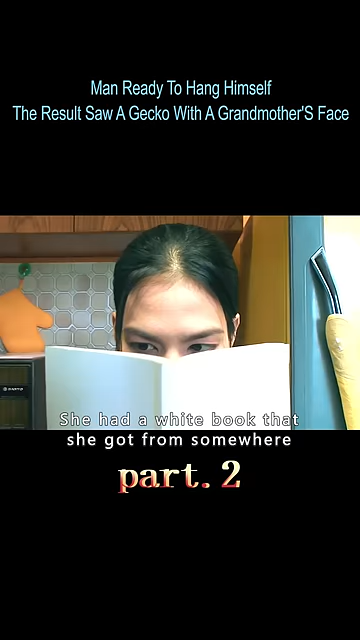 Man Ready To Hang Himself
The Result Saw A Gecko With A Grandmother'S Face
She had a white book that
she got from somewhere
part.2